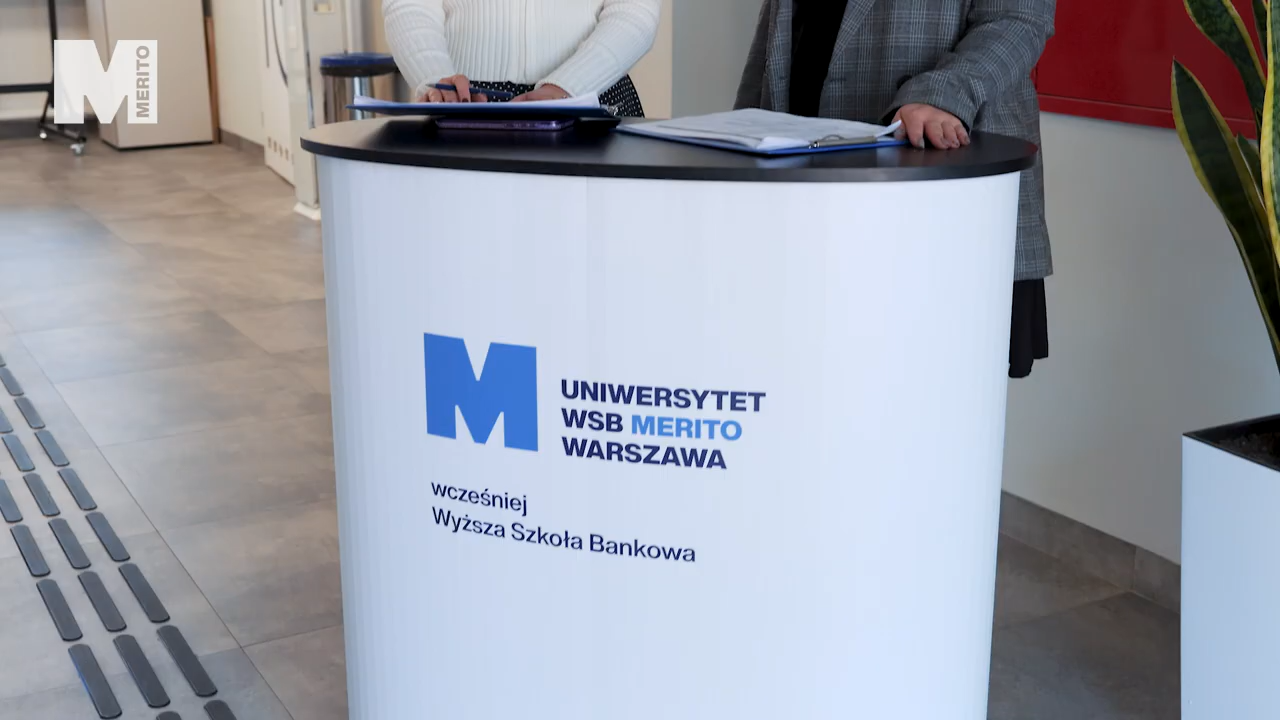 M MERITO
M
UNIWERSYTET
WSB MERITO
WARSZAWA
wcześniej
Wyższa Szkoła Bankowa